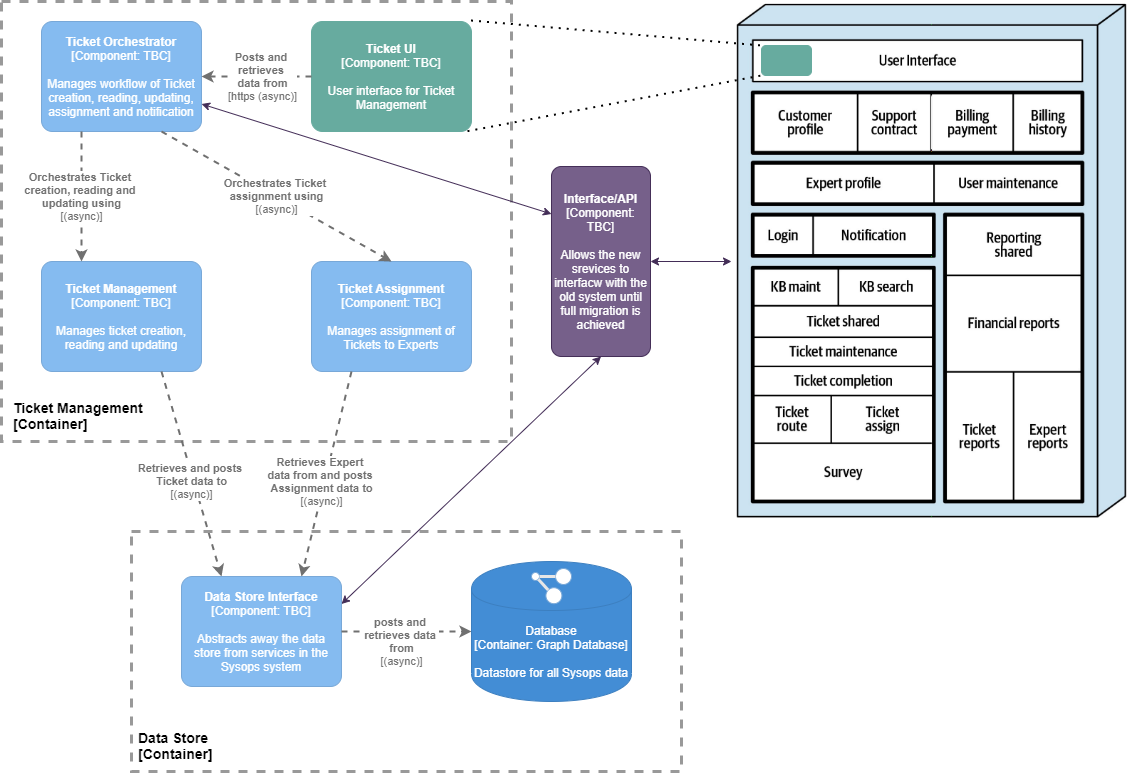 Ticket Orchestrator
[Component: TBC]
Manages workflow of Ticket
creation, reading, updating,
assignment and notification
Posts and
retrieves
data from
[https (async)]
Ticket UI
[Component: TBC]
User interface for Ticket
Management
Orchestrates Ticket
creation, reading and
updating using
[(async)]
Orchestrates Ticket
assignment using
[(async)]
Ticket Management
[Component: TBC]
Manages ticket creation,
reading and updating
Ticket Assignment
[Component: TBC]
Manages assignment of
Tickets to Experts
Ticket Management
[Container]
Interface/API
[Component:
TBC]
Allows the new
srevices to
interfacw with the
old system until
full migration is
achieved
Retrieves and posts
Ticket data to
[(async)]
Retrieves Expert
data from and posts
Assignment data to
[(async)]
Data Store Interface
[Component: TBC]
Abstracts away the data
store from services in the
Sysops system
posts and
retrieves data
from
[(async)]
Database
[Container: Graph Database]
Datastore for all Sysops data
Data Store
[Container]
User Interface
Customer
profile
Support
contract
Billing
payment
Billing
history
Expert profile
User maintenance
Login
Notification
KB maint
KB search
Ticket shared
Ticket maintenance
Ticket completion
Ticket
route
Ticket
assign
Survey
Reporting
shared
Financial reports
Ticket
reports
Expert
reports